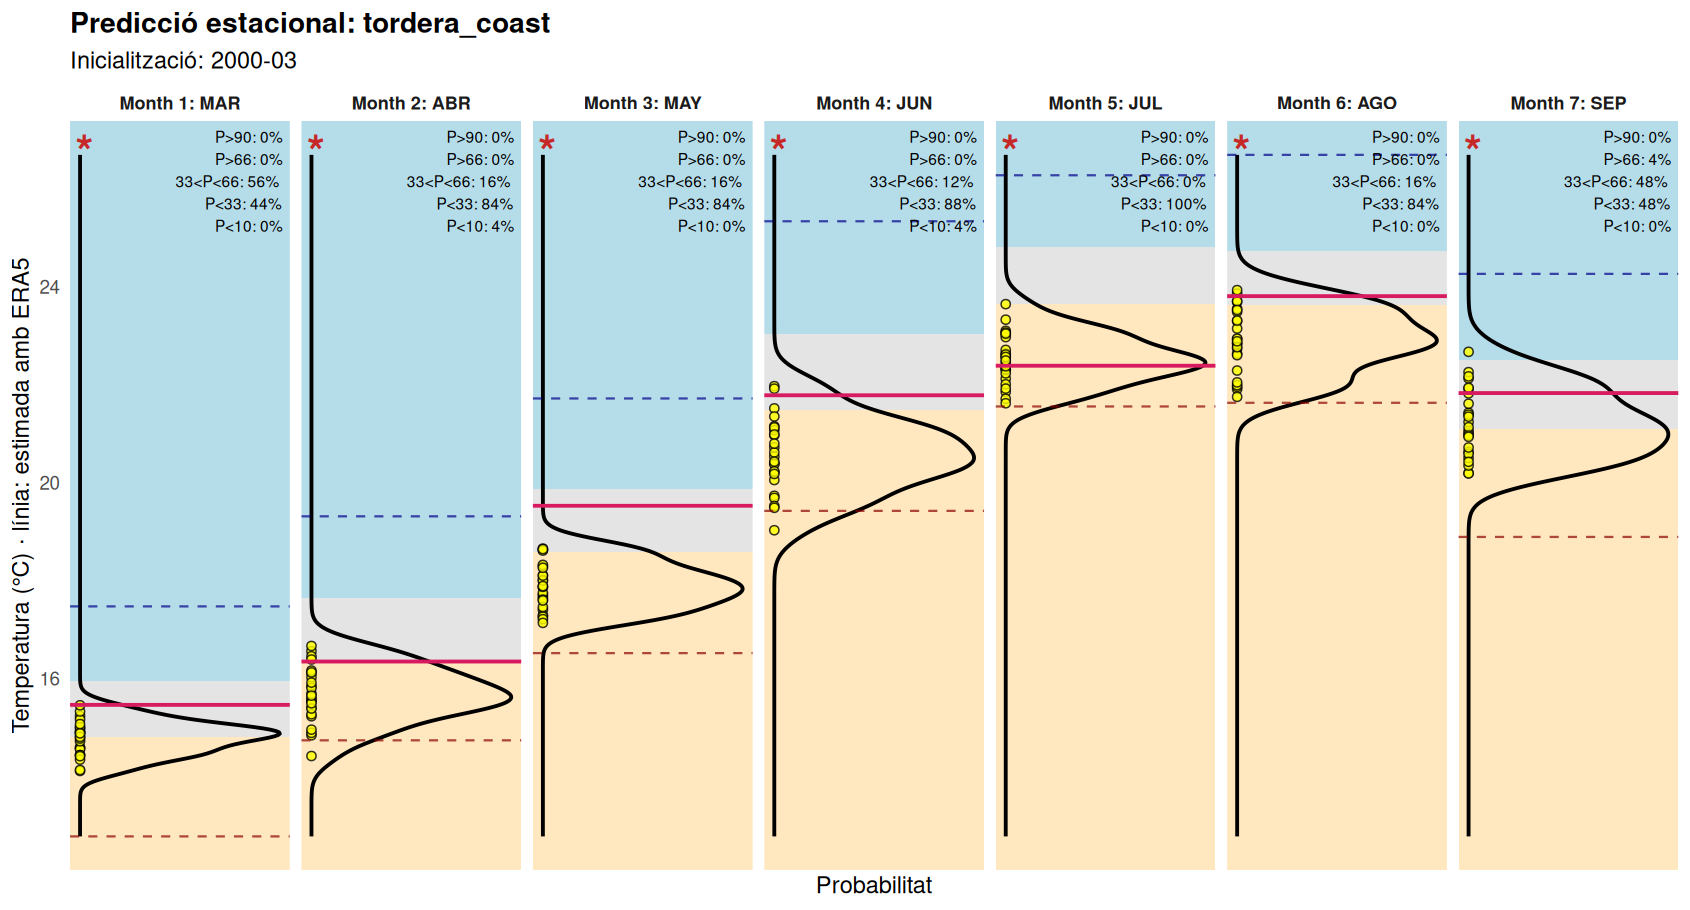 Predicció estacional: tordera_coast
Inicialització: 2000-03
Month 1: MAR
Month 2: ABR
Month 3: MAY
Month 4: JUN
Month 5: JUL
Month 6: AGO
Month 7: SEP
*
P>90: 0%
P>66: 0%
33<P<66: 56%
P<33: 44%
P<10: 0%
*
P>90: 0%
P>66: 0%
33<P<66: 16%
P<33: 84%
P<10: 4%
*
P>90: 0%
P>66: 0%
33<P<66: 16%
P<33: 84%
P<10: 0%
*
P>90: 0%
P>66: 0%
33<P<66: 12%
P<33: 88%
P<10: 4%
*
P>90: 0%
P>66: 0%
33<P<66: 0%
P<33: 100%
P<10: 0%
*
P>90: 0%
P>66: 0%
33<P<66: 16%
P<33: 84%
P<10: 0%
*
P>90: 0%
P>66: 4%
33<P<66: 48%
P<33: 48%
P<10: 0%
24
20
16
Temperatura (°C) · línia: estimada amb ERA5
Probabilitat